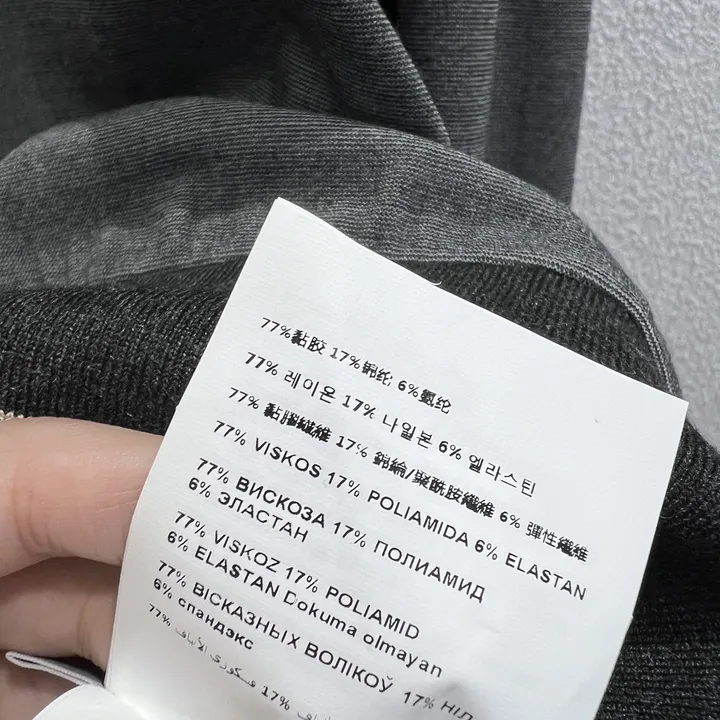 77%黏胶 17%锦纶 6%氨纶
77% 레이온 17% 나일본 6% 엘라스틴
77% 黏膠纖維 17% 錦綸/聚酰胺纖維 6% 彈性纖維
77% VISKOS 17% POLIAMIDA 6% ELASTAN
77% ВИСКОЗА 17% ПОЛИАМИД
6% ЭЛАСТАН
77% VISKOZ 17% POLIAMID
6% ELASTAN Dokuma olmayan
77% ВІСКАЗНЫХ ВОЛІКОЎ 17%
6% спандэкс
77% 17%